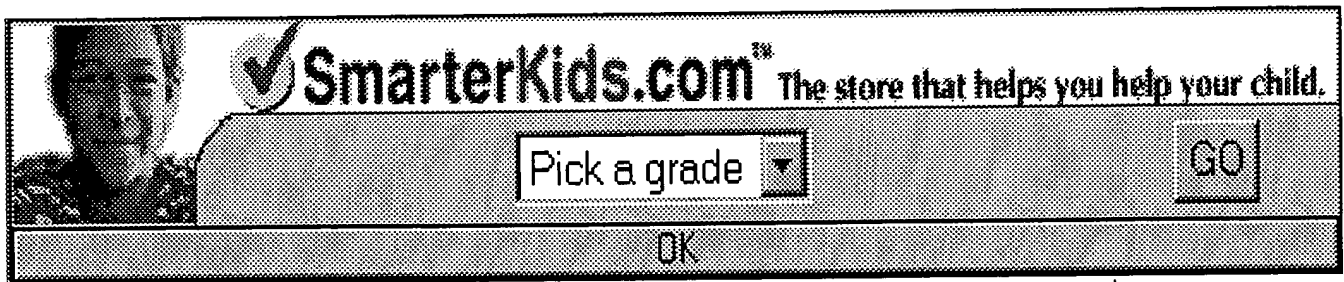 SmarterKids.com™ The store that helps you help your child.
Pick a grade GO
OK